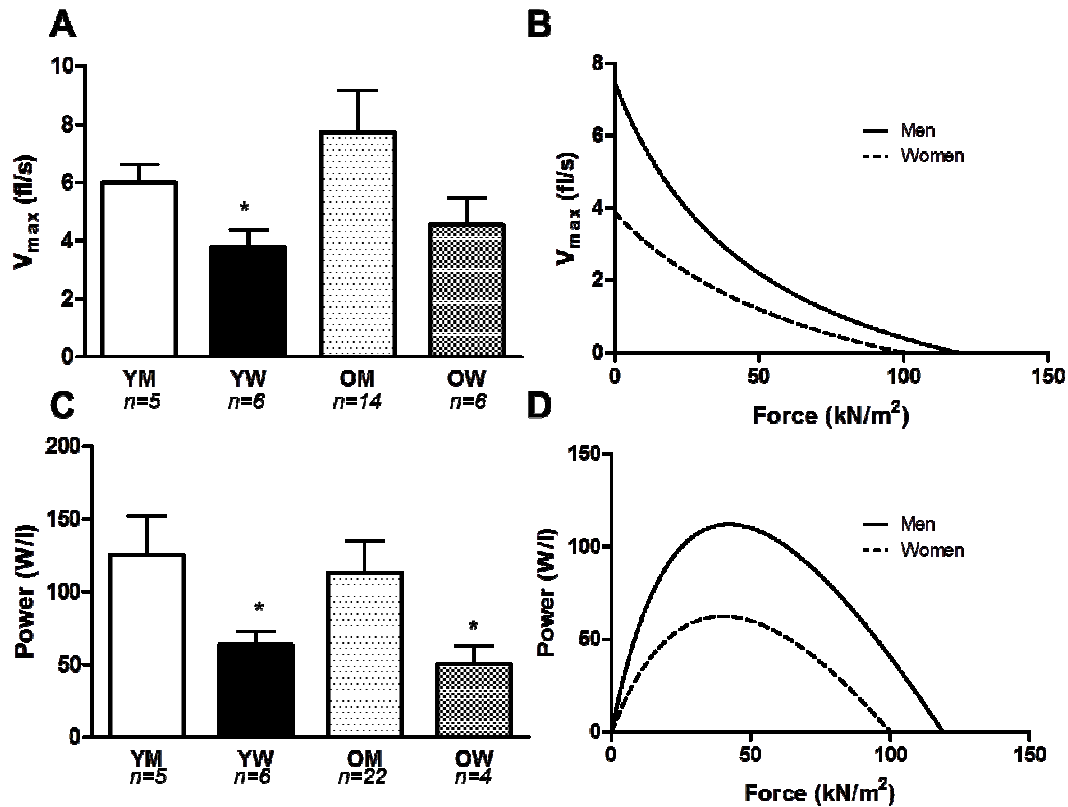 A
10
8
6
4
2
0
V max (fl/s)
*
YM YW OM OW
n=5 n=6 n=14 n=6
B
8
6
4
2
0
V max (fl/s)
Men
Women
0 50 100 150
Force (kN/m²)
C
200
150
100
50
0
Power (W/l)
*
*
YM YW OM OW
n=5 n=6 n=22 n=4
D
150
100
50
0
Power (W/l)
Men
Women
0 50 100 150
Force (kN/m²)